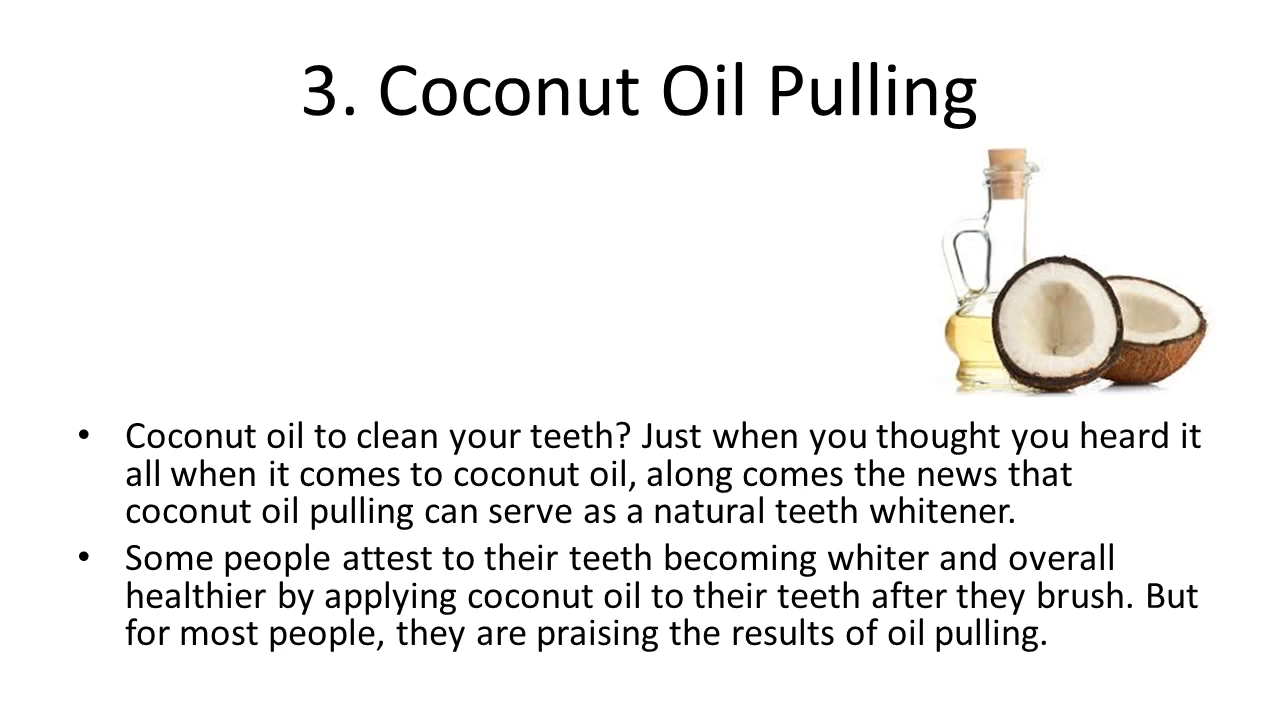 3. Coconut Oil Pulling
• Coconut oil to clean your teeth? Just when you thought you heard it
all when it comes to coconut oil, along comes the news that
coconut oil pulling can serve as a natural teeth whitener.
• Some people attest to their teeth becoming whiter and overall
healthier by applying coconut oil to their teeth after they brush. But
for most people, they are praising the results of oil pulling.